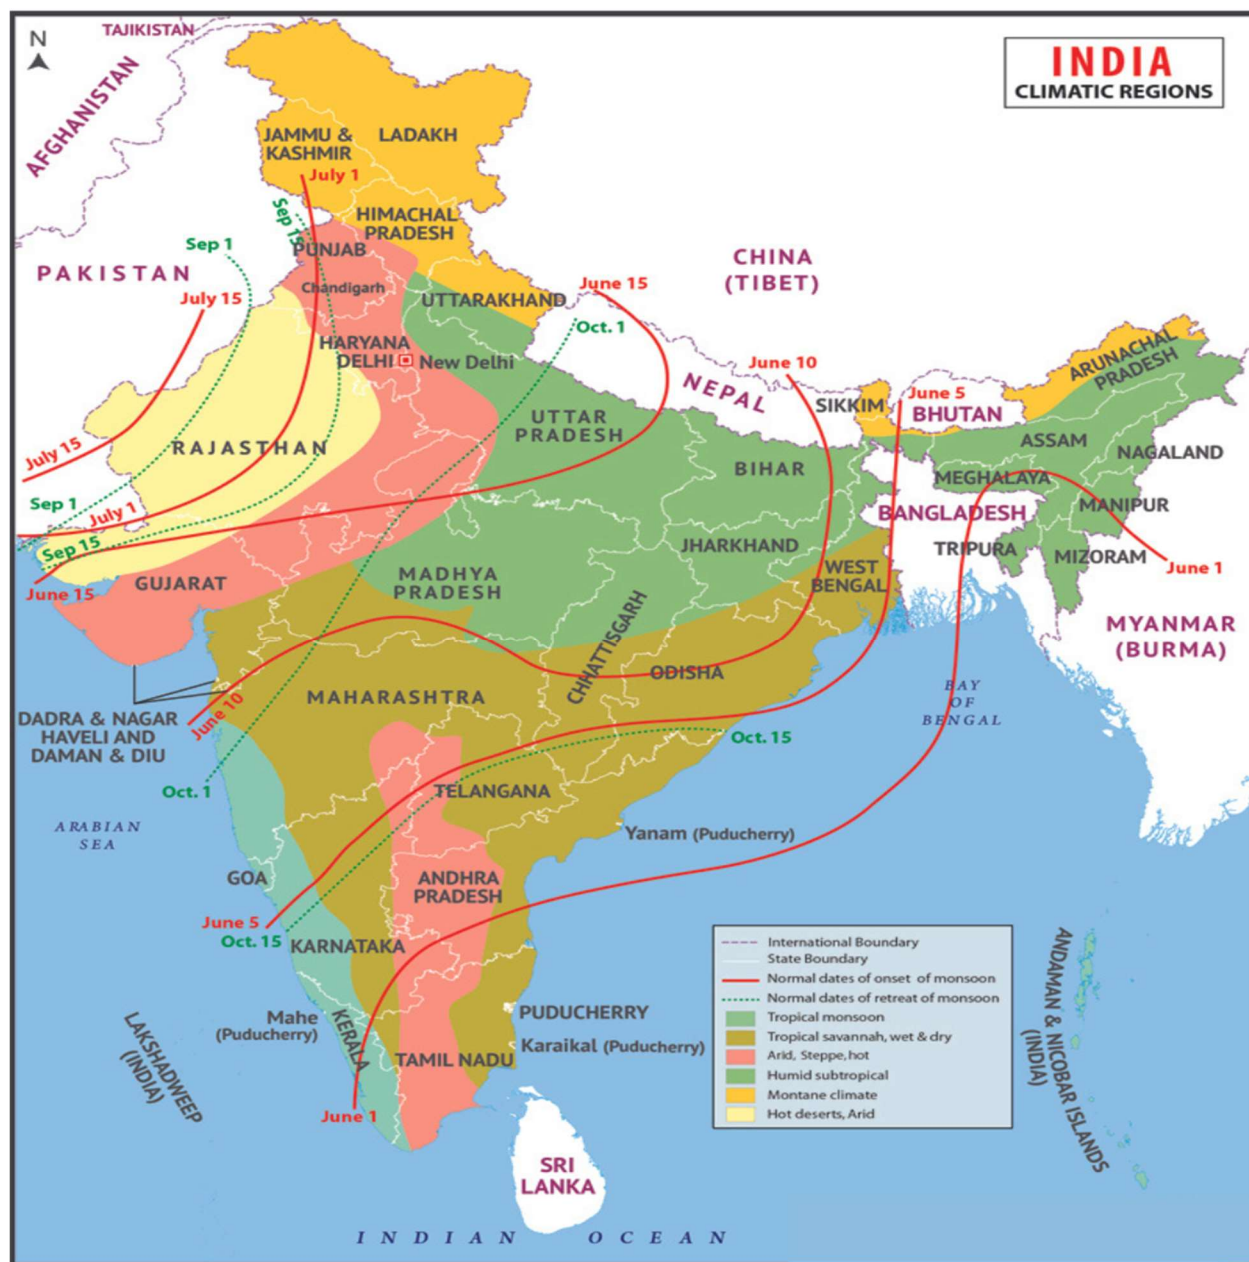 TAJIKISTAN
N
AFGHANISTAN
INDIA
CLIMATIC REGIONS
JAMMU &
KASHMIR
LADAKH
July 1
Sep 15
HIMACHAL
PRADESH
Sep 1
PUNJAB
PAKISTAN
CHINA
(TIBET)
July 15
Chandigarh
UTTARAKHAND
June 15
Oct. 1
HARYANA
DELHI
New Delhi
NEPAL
June 10
SIKKIM
June 5
BHUTAN
ARUNACHAL
PRADESH
RAJASTHAN
UTTAR
PRADESH
BIHAR
ASSAM
NAGALAND
July 15
MEGHALAYA
Sep 1
July 1
BANGLADESH
MANIPUR
Sep 15
JHARKHAND
TRIPURA
MIZORAM
June 1
June 15
GUJARAT
MADHYA
PRADESH
WEST
BENGAL
CHHATTISGARH
MYANMAR
(BURMA)
ODISHA
MAHARASHTRA
BAY
OF
BENGAL
June 10
DADRA & NAGAR
HAVELI AND
DAMAN & DIU
Oct. 15
Oct. 1
TELANGANA
ARABIAN
SEA
Yanam (Puducherry)
GOA
ANDHRA
PRADESH
June 5
Oct. 15
KARNATAKA
International Boundary
State Boundary
Normal dates of onset of monsoon
Normal dates of retreat of monsoon
Tropical monsoon
Tropical savannah, wet & dry
Arid, Steppe, hot
Humid subtropical
Montane climate
Hot deserts, Arid
ANDAMAN & NICOBAR ISLANDS
(INDIA)
Mahe
(Puducherry)
KERALA
PUDUCHERRY
Karaikal (Puducherry)
LAKSHADWEEP
(INDIA)
TAMIL NADU
June 1
SRI
LANKA
INDIAN OCEAN